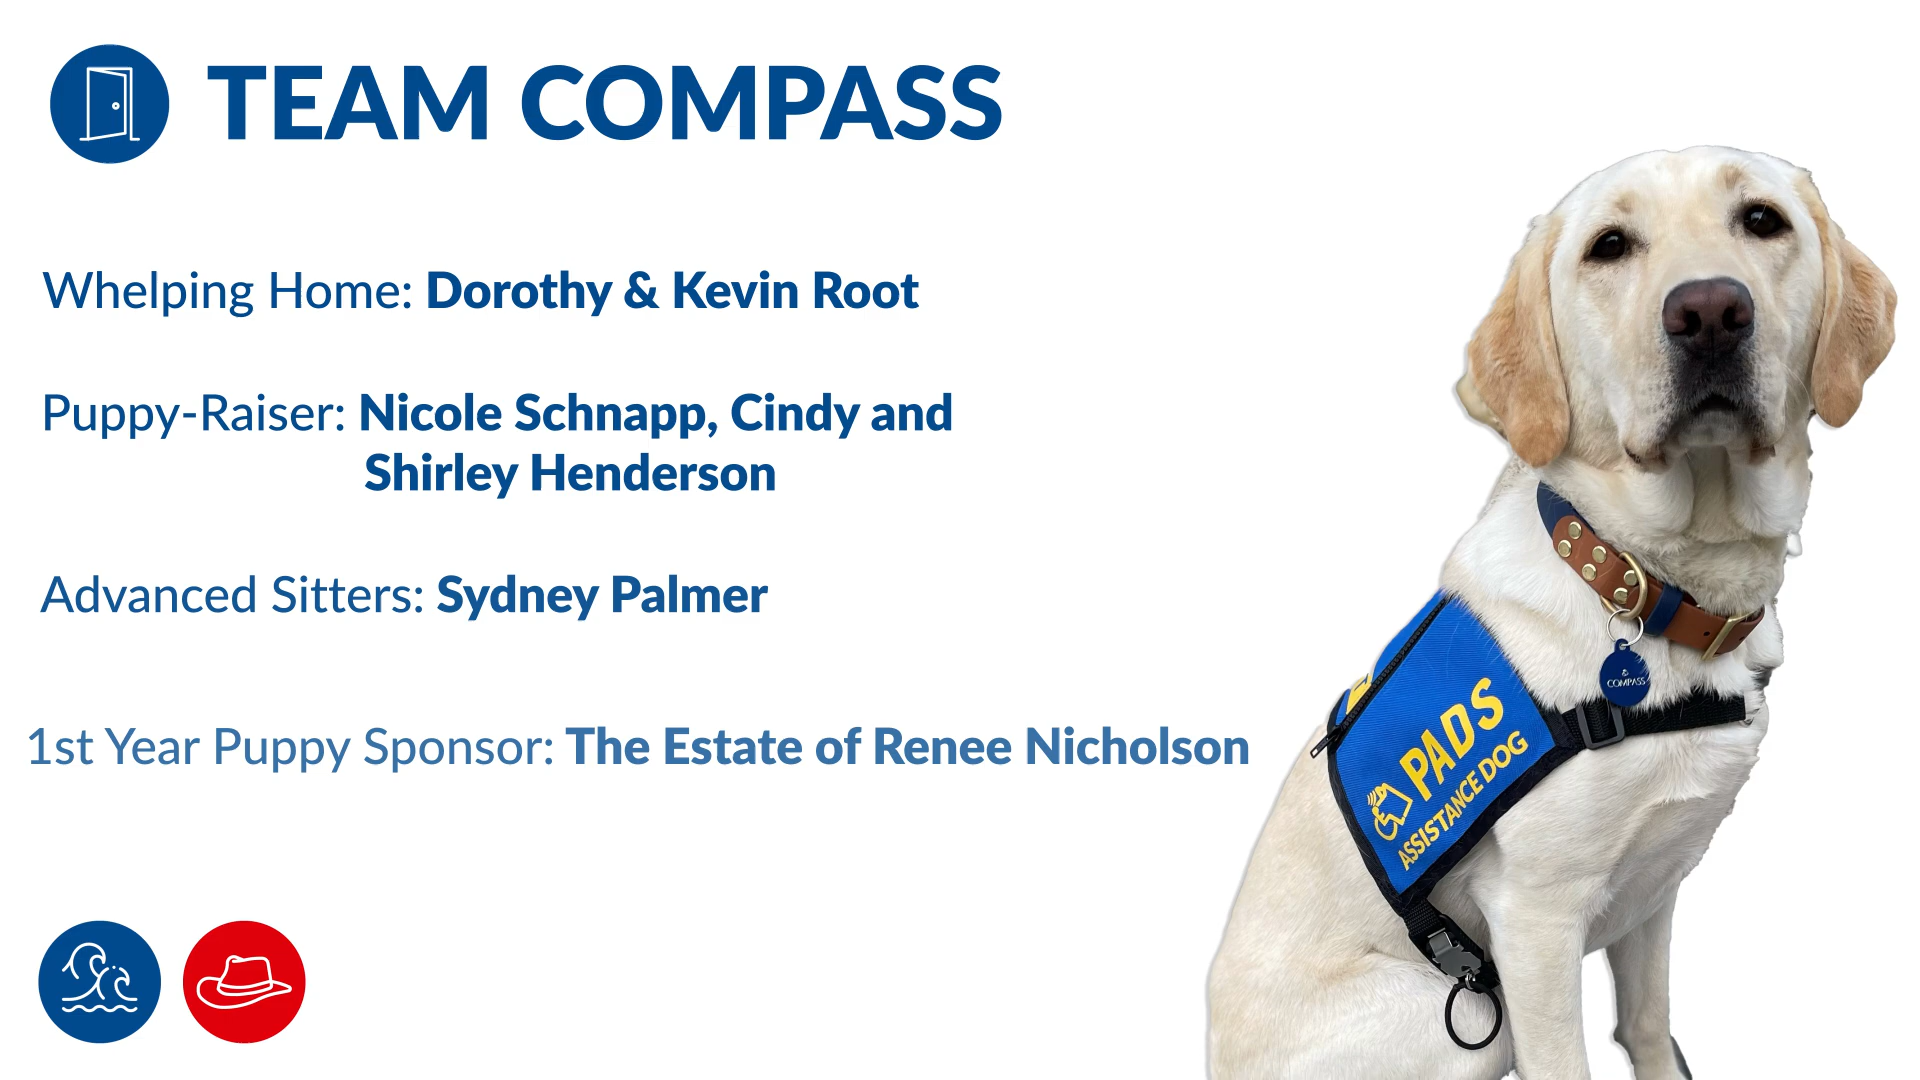 TEAM COMPASS
Whelping Home: Dorothy & Kevin Root
Puppy-Raiser: Nicole Schnapp, Cindy and
Shirley Henderson
Advanced Sitters: Sydney Palmer
1st Year Puppy Sponsor: The Estate of Renee Nicholson
COMPASS
PADS
ASSISTANCE DOG